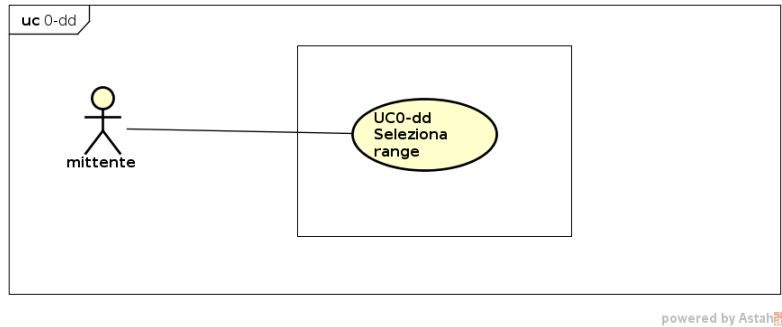 uc 0-dd
UC0-dd
Seleziona
range
mittente
powered by Astah